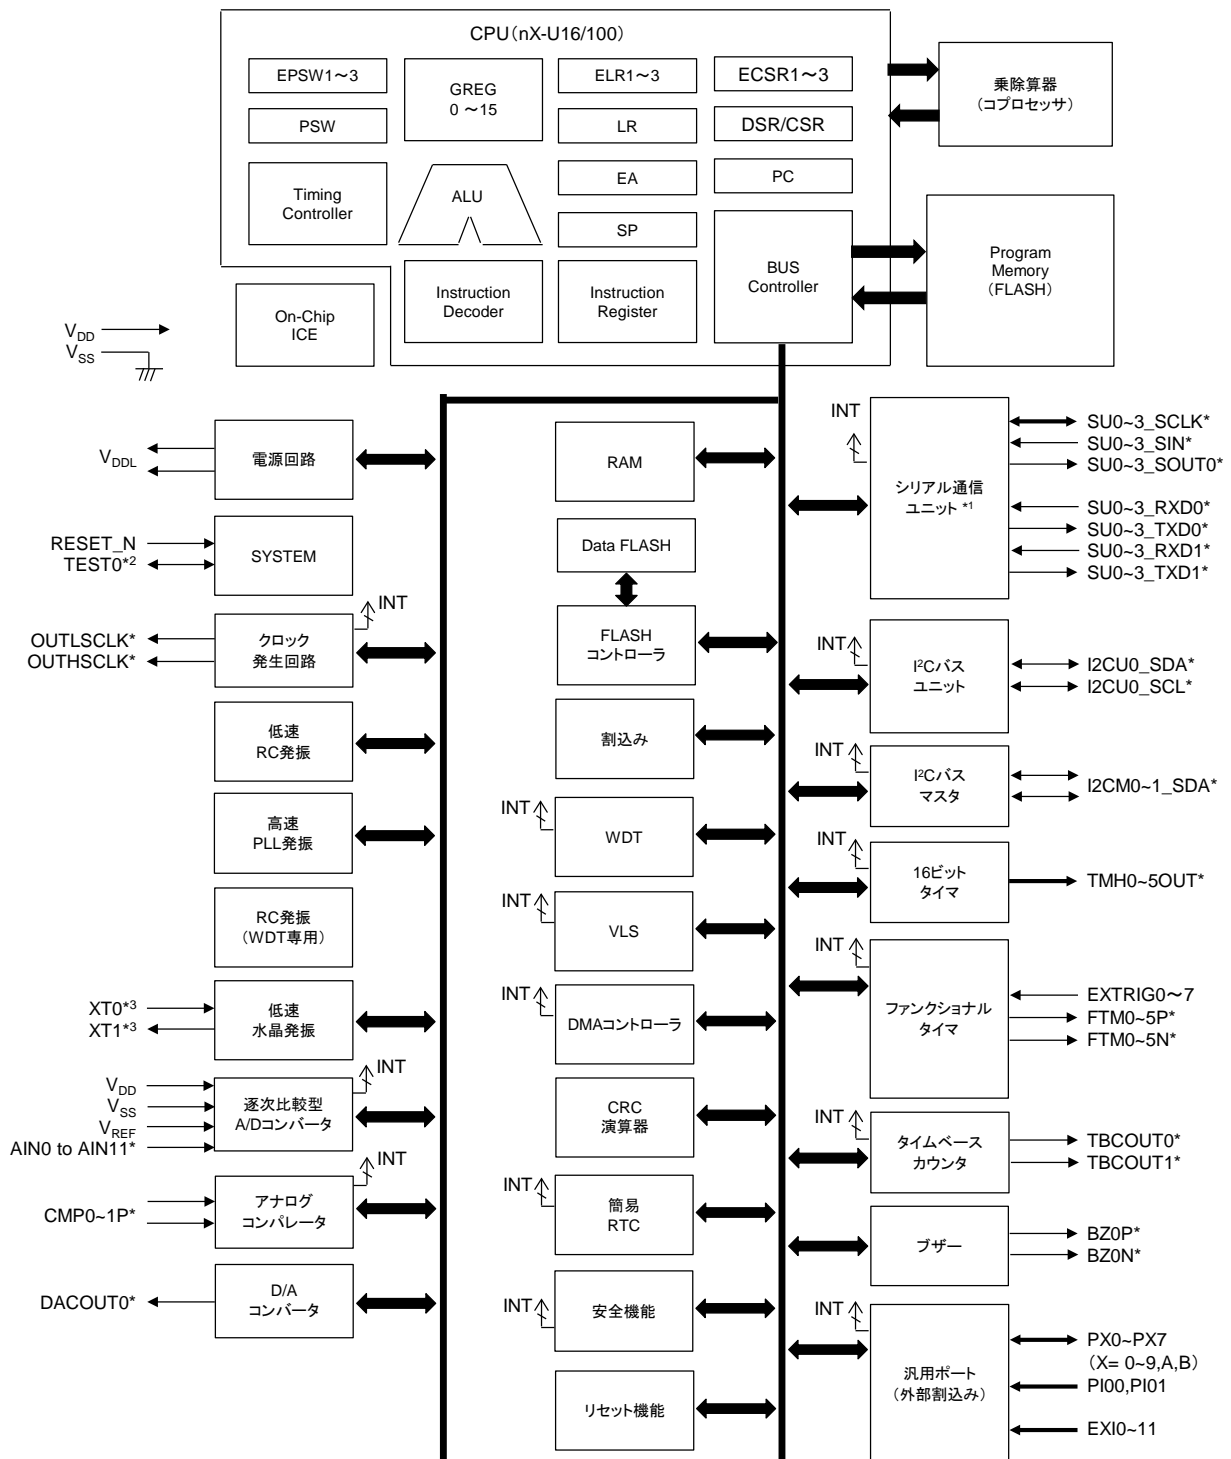 CPU(nX-U16/100)
EPSW1～3
GREG
0 ～15
ELR1～3
ECSR1～3
乗除算器
(コプロセッサ)
PSW
LR
DSR/CSR
Timing
Controller
ALU
EA
PC
SP
BUS
Controller
Program
Memory
(FLASH)
On-Chip
ICE
Instruction
Decoder
Instruction
Register
VDD
VSS
VDDL
電源回路
RESET_N
TEST0*2
SYSTEM
OUTLSCLK*
OUTHSCLK*
クロック
発生回路
INT
低速
RC発振
高速
PLL発振
RC発振
(WDT専用)
XT0*3
XT1*3
低速
水晶発振
VDD
VSS
VREF
AIN0 to AIN11*
逐次比較型
A/Dコンバータ
INT
CMP0~1P*
アナログ
コンパレータ
INT
DACOUT0*
D/A
コンバータ
RAM
Data FLASH
FLASH
コントローラ
割込み
INT
WDT
INT
VLS
INT
DMAコントローラ
CRC
演算器
INT
簡易
RTC
INT
安全機能
リセット機能
INT
シリアル通信
ユニット *1
SU0~3_SCLK*
SU0~3_SIN*
SU0~3_SOUT0*
SU0~3_RXD0*
SU0~3_TXD0*
SU0~3_RXD1*
SU0~3_TXD1*
INT
I²Cバス
ユニット
I2CU0_SDA*
I2CU0_SCL*
INT
I²Cバス
マスタ
I2CM0~1_SDA*
INT
16ビット
タイマ
TMH0~5OUT*
INT
ファンクショナル
タイマ
EXTRIG0～7
FTM0~5P*
FTM0~5N*
INT
タイムベース
カウンタ
TBCOUT0*
TBCOUT1*
ブザー
BZ0P*
BZ0N*
INT
汎用ポート
(外部割込み)
PX0~PX7
(X= 0~9,A,B)
PI00,PI01
EXI0~11